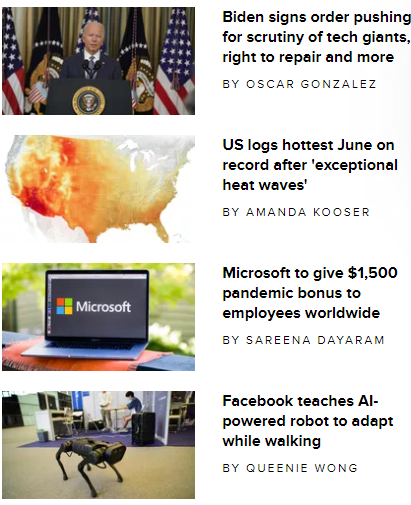 Biden signs order pushing
for scrutiny of tech giants,
right to repair and more
BY OSCAR GONZALEZ
US logs hottest June on
record after 'exceptional
heat waves'
BY AMANDA KOOSER
Microsoft
Microsoft to give $1,500
pandemic bonus to
employees worldwide
BY SAREENA DAYARAM
Facebook teaches AI-
powered robot to adapt
while walking
BY QUEENIE WONG